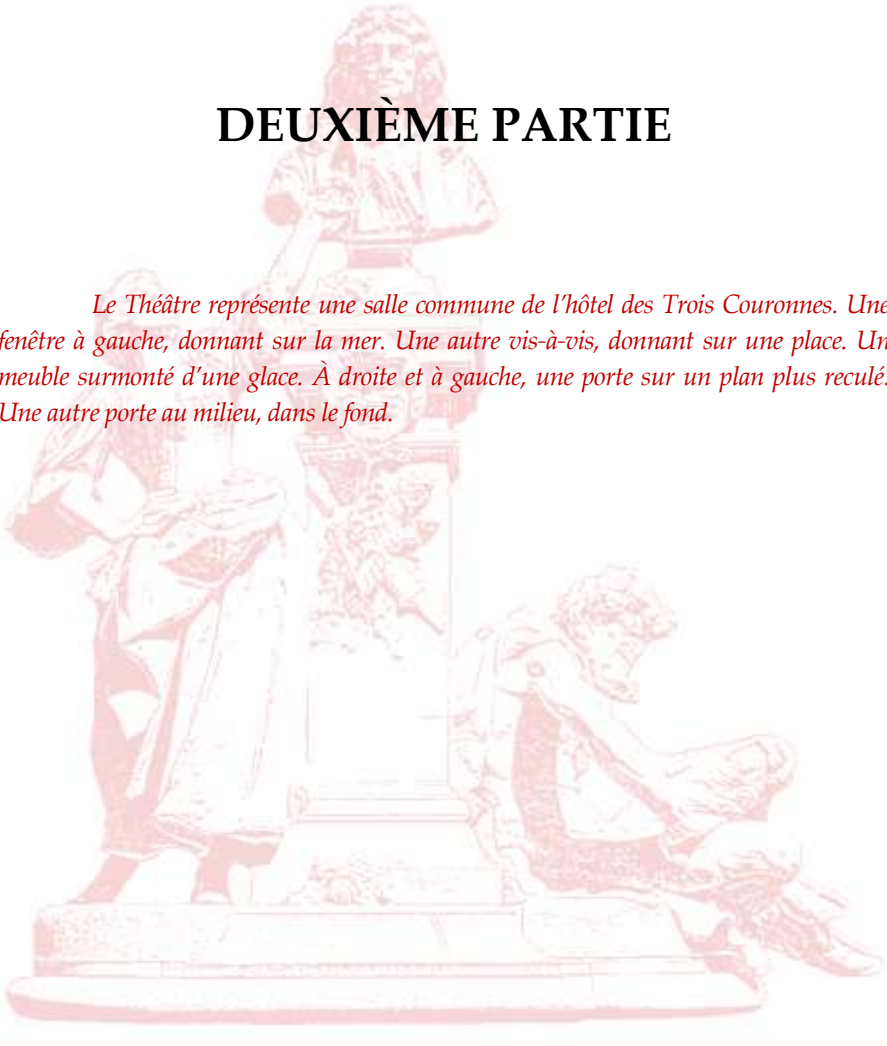 DEUXIÈME PARTIE
Le Théâtre représente une salle commune de l’hôtel des Trois Couronnes. Une
fenêtre à gauche, donnant sur la mer. Une autre vis-à-vis, donnant sur une place. Un
meuble surmonté d’une glace. À droite et à gauche, une porte sur un plan plus reculé.
Une autre porte au milieu, dans le fond.